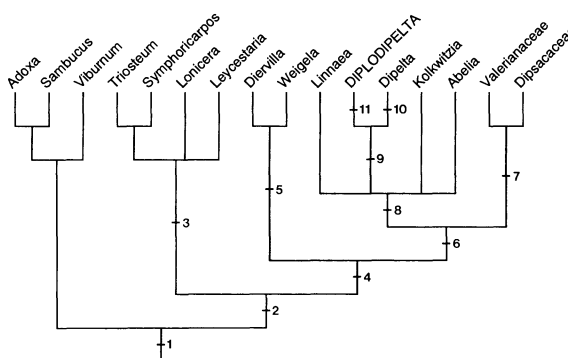 Adoxa
Sambucus
Viburnum
Triosteum
Symphoricarpos
Lonicera
Leycestaria
Diervilla
Weigela
Linnaea
DIPLODIPELTA
Dipelta
Kolkwitzia
Abelia
Valerianaceae
Dipsacaceae
11
10
9
5
7
3
8
6
4
2
1